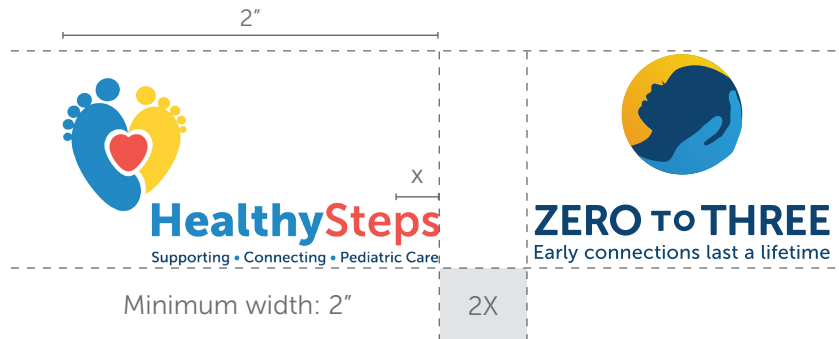 2”
X
HealthySteps
Supporting • Connecting • Pediatric Care
ZERO TO THREE
Early connections last a lifetime
Minimum width: 2”
2X